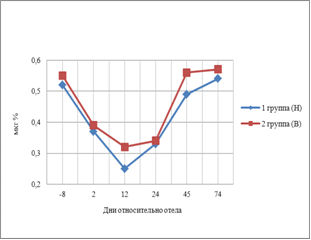 0,6
0,5
0,4
0,3
0,2
мкг %
-8 2 12 24 45 74
Дни относительно отела
1 группа (Н)
2 группа (В)